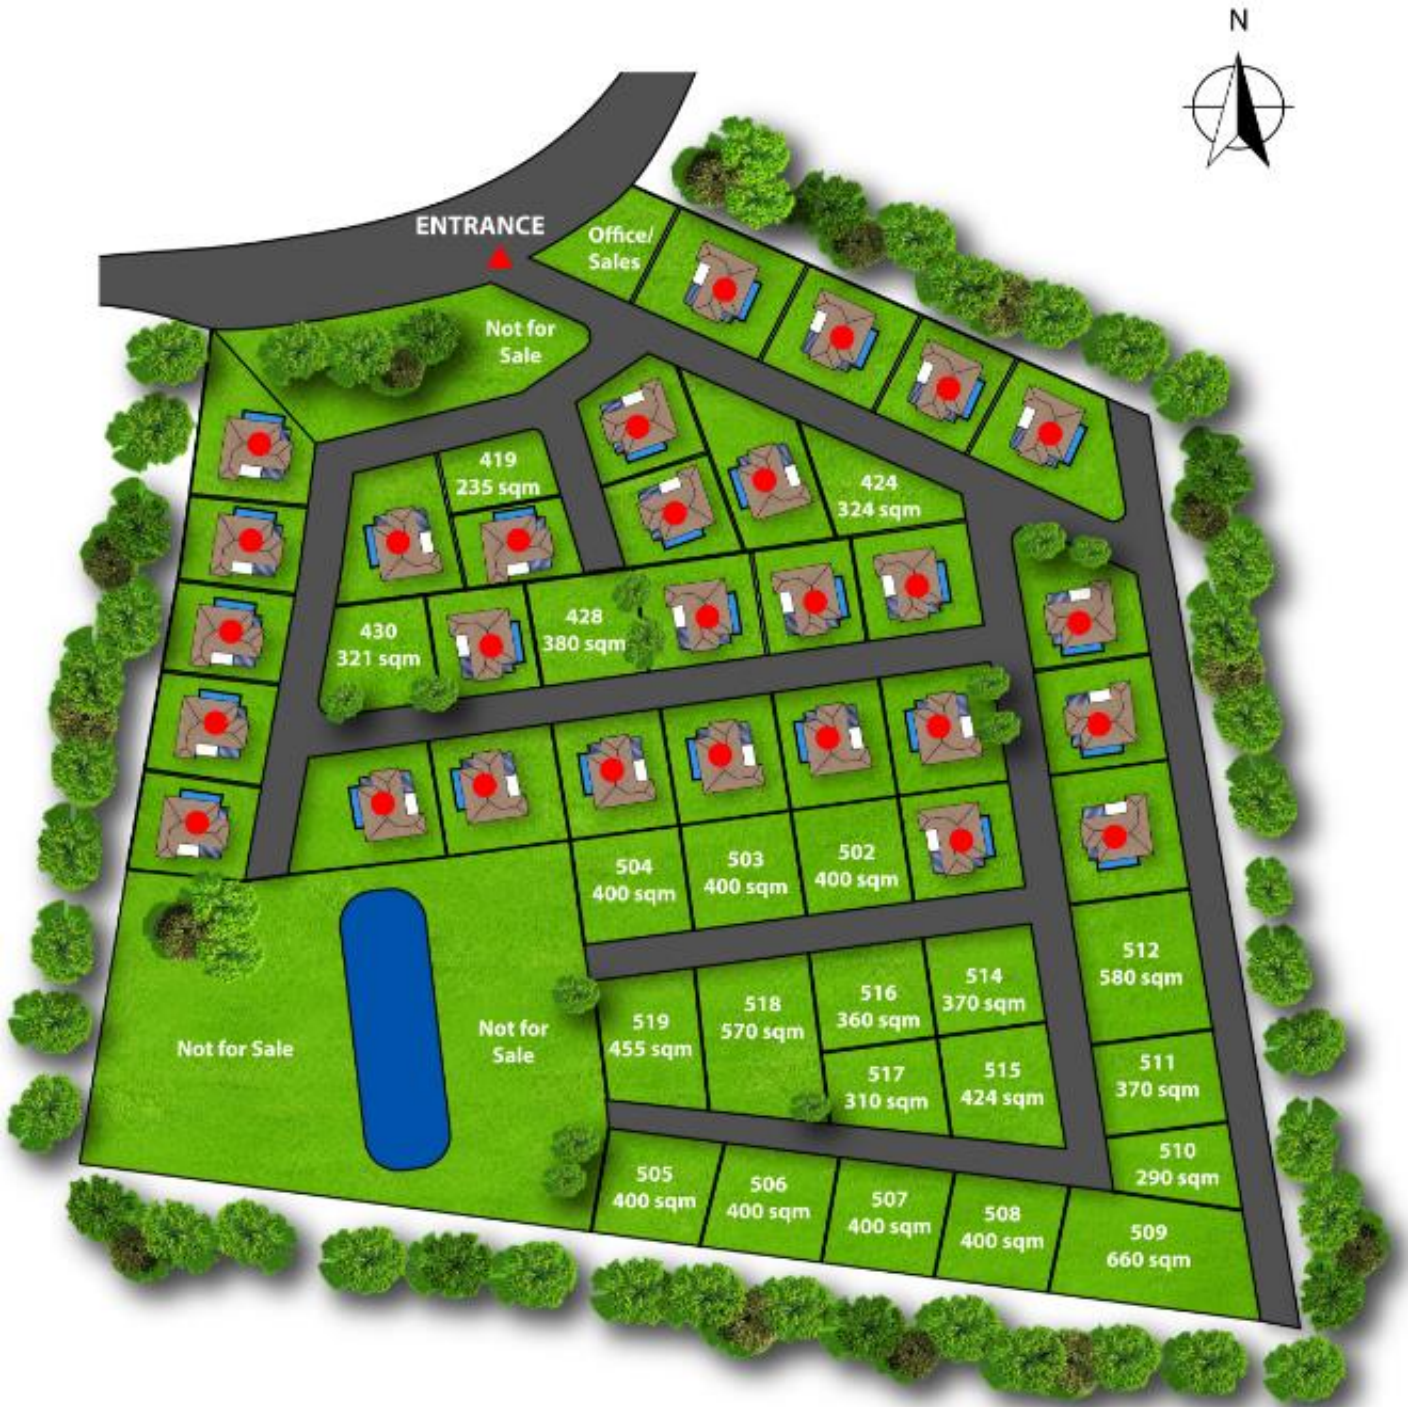 N
ENTRANCE
Office/
Sales
Not for
Sale
419
235 sqm
424
324 sqm
428
380 sqm
430
321 sqm
504
400 sqm
503
400 sqm
502
400 sqm
512
580 sqm
519
455 sqm
518
570 sqm
516
360 sqm
514
370 sqm
Not for Sale
Not for
Sale
517
310 sqm
515
424 sqm
511
370 sqm
510
290 sqm
505
400 sqm
506
400 sqm
507
400 sqm
508
400 sqm
509
660 sqm